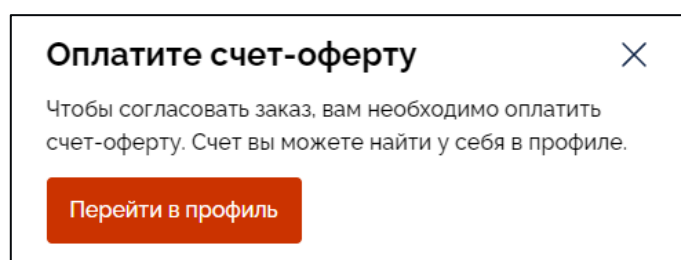 Оплатите счет-оферту
Чтобы согласовать заказ, вам необходимо оплатить
счет-оферту. Счет вы можете найти у себя в профиле.
Перейти в профиль